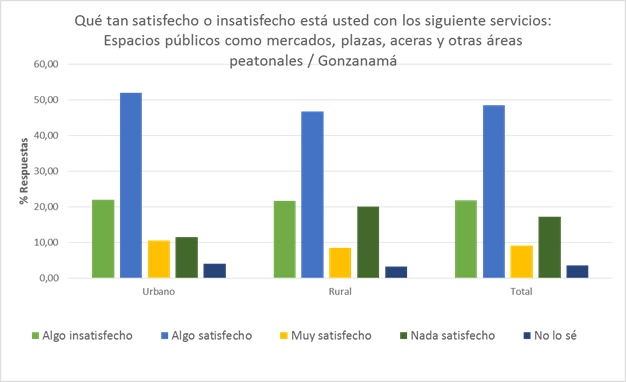 Qué tan satisfecho o insatisfecho está usted con los siguiente servicios:
Espacios públicos como mercados, plazas, aceras y otras áreas
peatonales / Gonzanamá
% Respuestas
60,00
50,00
40,00
30,00
20,00
10,00
0,00
Urbano
Rural
Total
Algo insatisfecho
Algo satisfecho
Muy satisfecho
Nada satisfecho
No lo sé